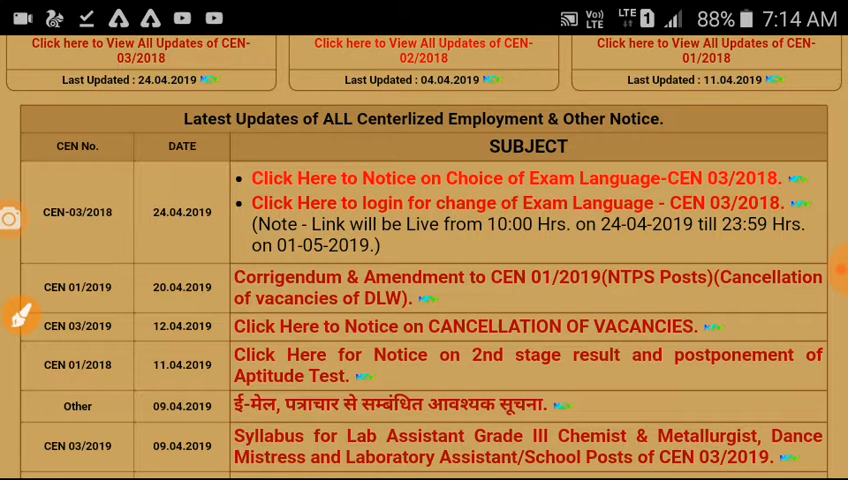 Vo)) LTE LTE 1 88% 7:14 AM
Click here to View All Updates of CEN-
03/2018
Click here to View All Updates of CEN-
02/2018
Click here to View All Updates of CEN-
01/2018
Last Updated : 24.04.2019
Last Updated : 04.04.2019
Last Updated : 11.04.2019
Latest Updates of ALL Centerlized Employment & Other Notice.
CEN No. DATE SUBJECT
CEN-03/2018 24.04.2019
• Click Here to Notice on Choice of Exam Language-CEN 03/2018.
• Click Here to login for change of Exam Language - CEN 03/2018.
(Note - Link will be Live from 10:00 Hrs. on 24-04-2019 till 23:59 Hrs.
on 01-05-2019.)
CEN 01/2019 20.04.2019
Corrigendum & Amendment to CEN 01/2019(NTPS Posts)(Cancellation
of vacancies of DLW).
CEN 03/2019 12.04.2019 Click Here to Notice on CANCELLATION OF VACANCIES.
CEN 01/2018 11.04.2019
Click Here for Notice on 2nd stage result and postponement of
Aptitude Test.
Other 09.04.2019 ई-मेल, पत्राचार से सम्बंधित आवश्यक सूचना.
CEN 03/2019 09.04.2019
Syllabus for Lab Assistant Grade III Chemist & Metallurgist, Dance
Mistress and Laboratory Assistant/School Posts of CEN 03/2019.